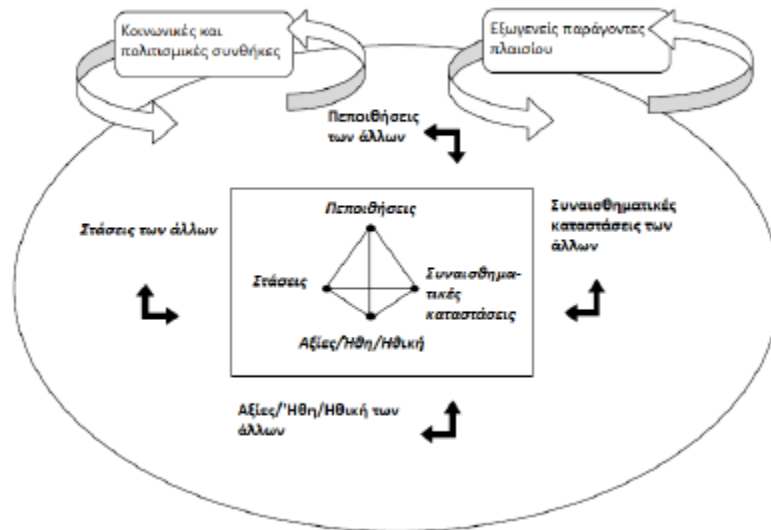 Κοινωνικές και
πολιτισμικές συνθήκες
Εξωγενείς παράγοντες
πλαισίου
Πεποιθήσεις
των άλλων
Στάσεις των άλλων
Συναισθηματικές
καταστάσεις των
άλλων
Πεποιθήσεις
Στάσεις
Συναισθημα-
τικές
καταστάσεις
Αξίες/Ήθη/Ηθική
Αξίες/Ήθη/Ηθική των
άλλων